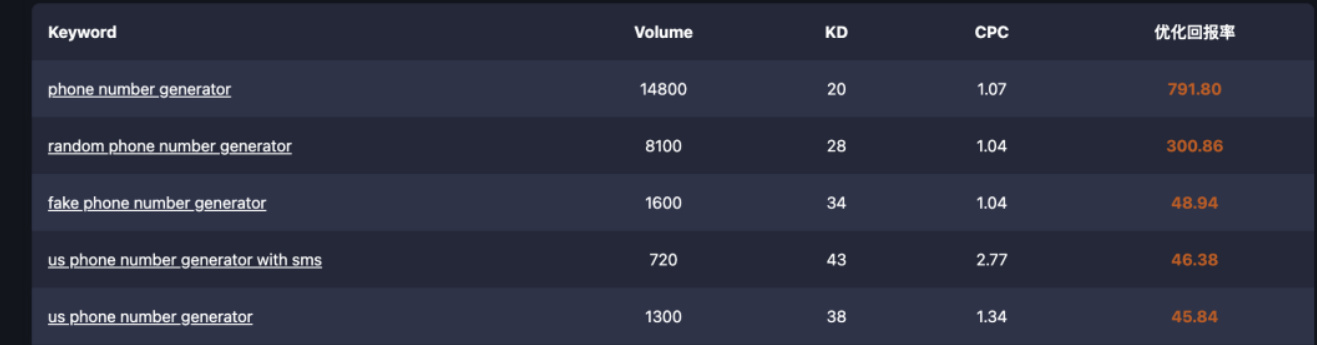 Keyword Volume KD CPC 优化回报率
phone number generator 14800 20 1.07 791.80
random phone number generator 8100 28 1.04 300.86
fake phone number generator 1600 34 1.04 48.94
us phone number generator with sms 720 43 2.77 46.38
us phone number generator 1300 38 1.34 45.84